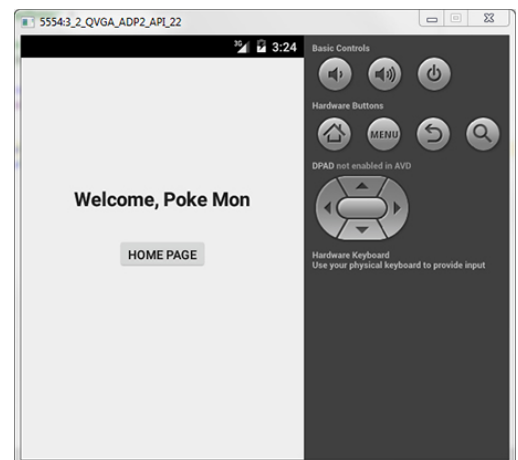 5554:3_2_QVGA_ADP2_API_22
3G 3:24
Welcome, Poke Mon
HOME PAGE
Basic Controls
Hardware Buttons
MENU
DPAD not enabled in AVD
Hardware Keyboard
Use your physical keyboard to provide input